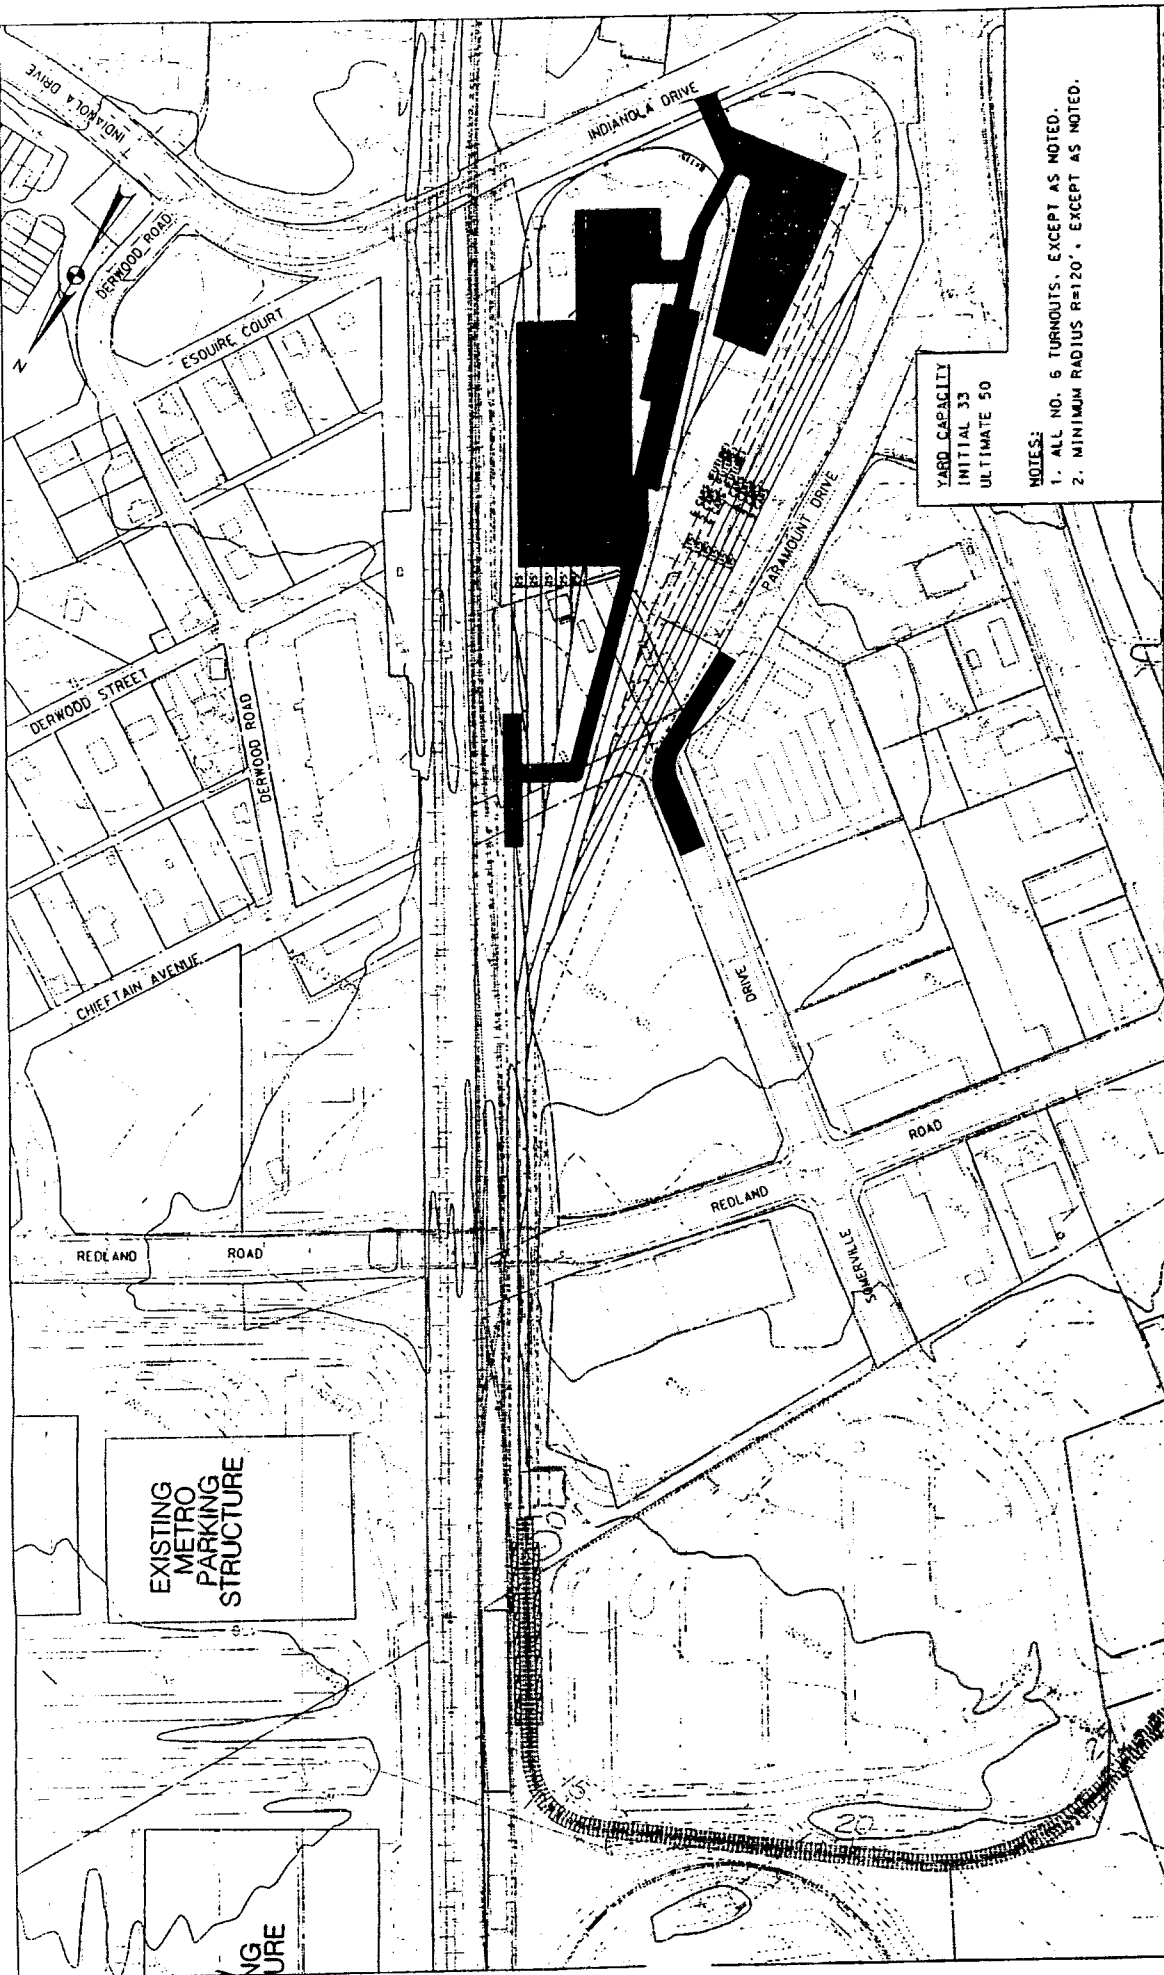 INDIANOLA DRIVE
INDIANOLA DRIVE
DERWOOD ROAD
N
ESQUIRE COURT
DERWOOD STREET
DERWOOD ROAD
CHIEFTAIN AVENUE
PARAMOUNT DRIVE
DRIVE
REDLAND
ROAD
REDLAND
ROAD
SOMERVILLE
EXISTING
METRO
PARKING
STRUCTURE
NG
URE
15
20
YARD CAPACITY
INITIAL 33
ULTIMATE 50
NOTES:
1. ALL NO. 6 TURNOUTS, EXCEPT AS NOTED.
2. MINIMUM RADIUS R=120', EXCEPT AS NOTED.